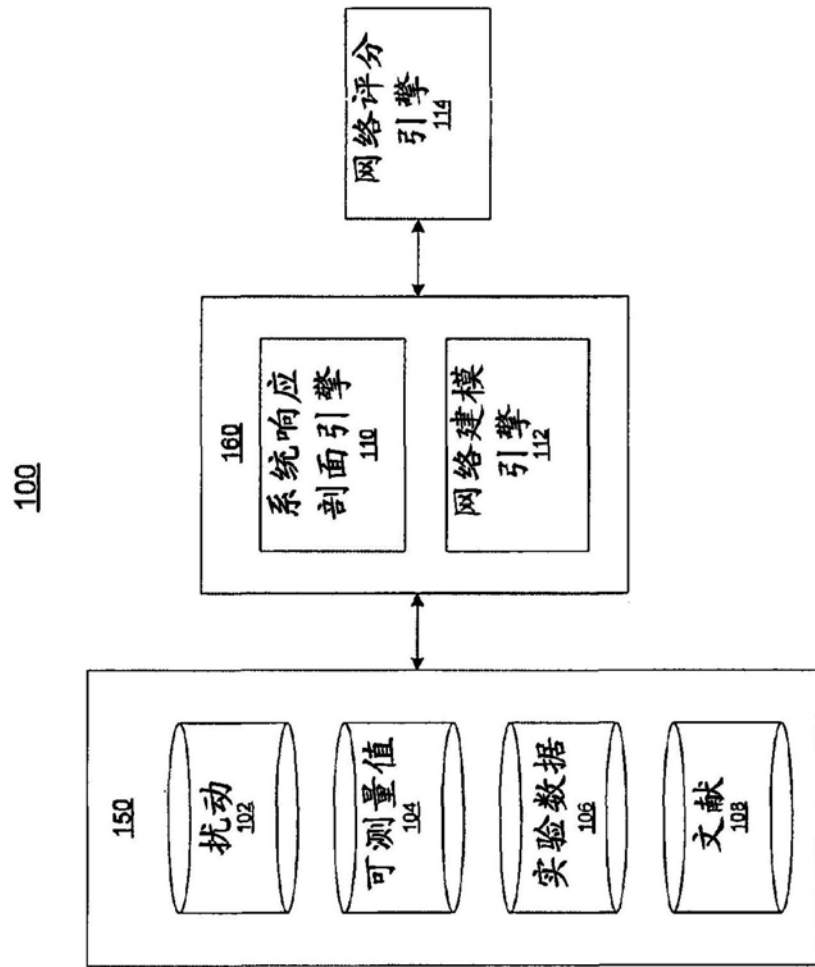 100
150
扰动
102
可测量值
104
实验数据
106
文献
108
160
系统响应
剖面引擎
110
网络建模
引擎
112
网络评分
引擎
114